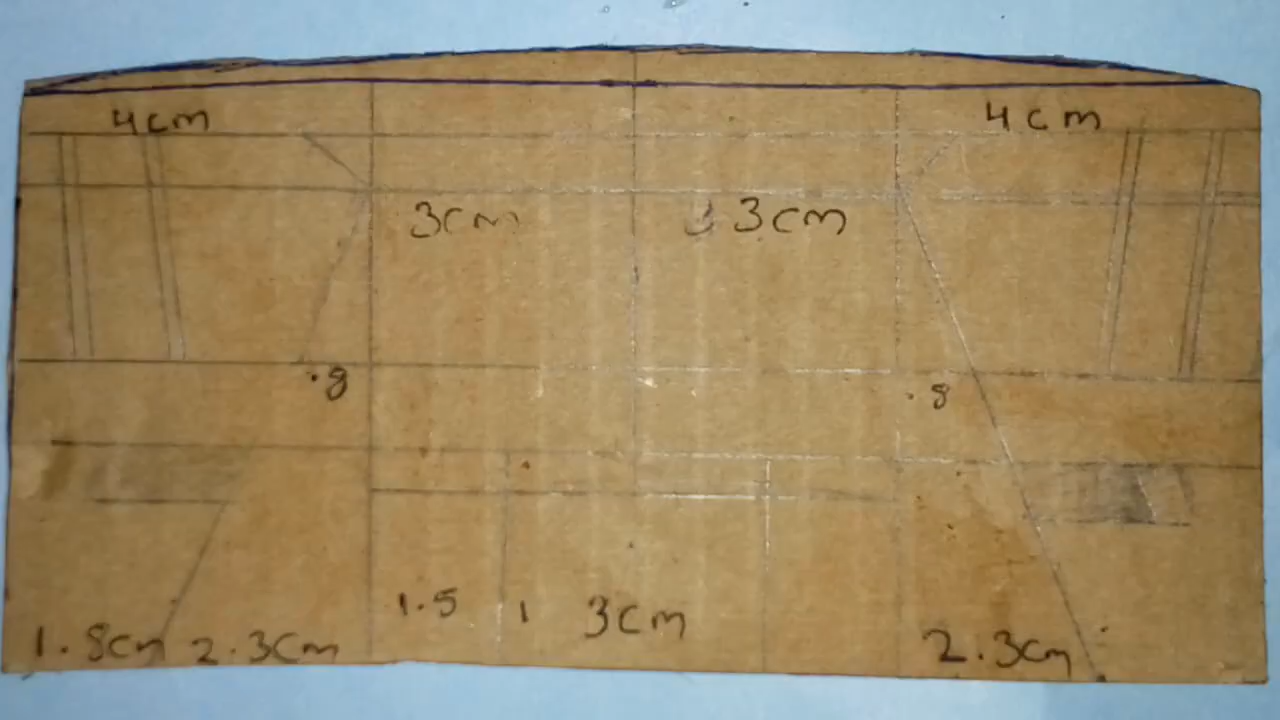 4cm 4cm
3cm 3cm
.8 .8
1.5 1 3cm
1.8cm 2.3cm 2.3cm